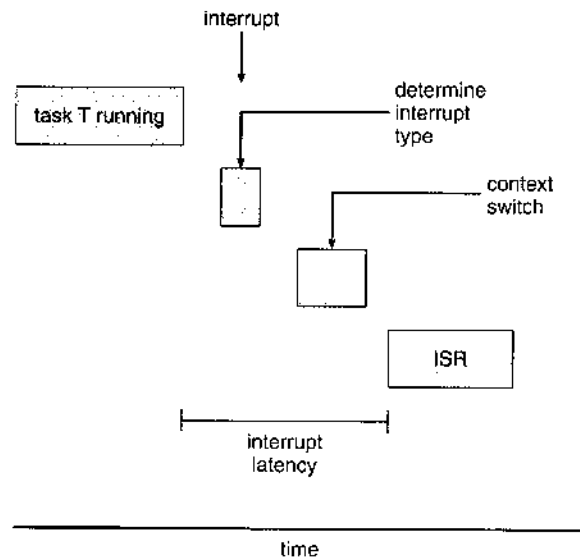 interrupt
task T running
determine
interrupt
type
context
switch
ISR
interrupt
latency
time